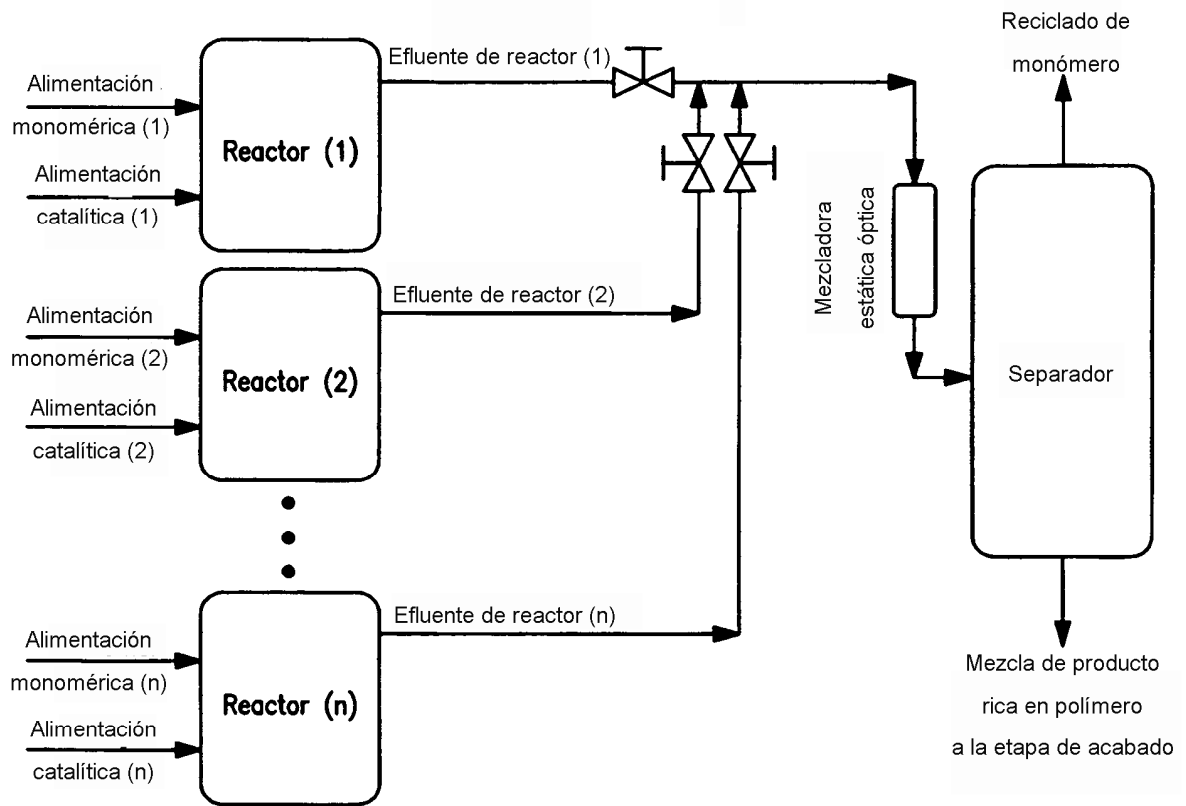 Alimentación
monomérica (1)
Alimentación
catalítica (1)
Reactor (1)
Efluente de reactor (1)
Alimentación
monomérica (2)
Alimentación
catalítica (2)
Reactor (2)
Efluente de reactor (2)
Alimentación
monomérica (n)
Alimentación
catalítica (n)
Reactor (n)
Efluente de reactor (n)
Mezcladora
estática óptica
Reciclado de
monómero
Separador
Mezcla de producto
rica en polímero
a la etapa de acabado